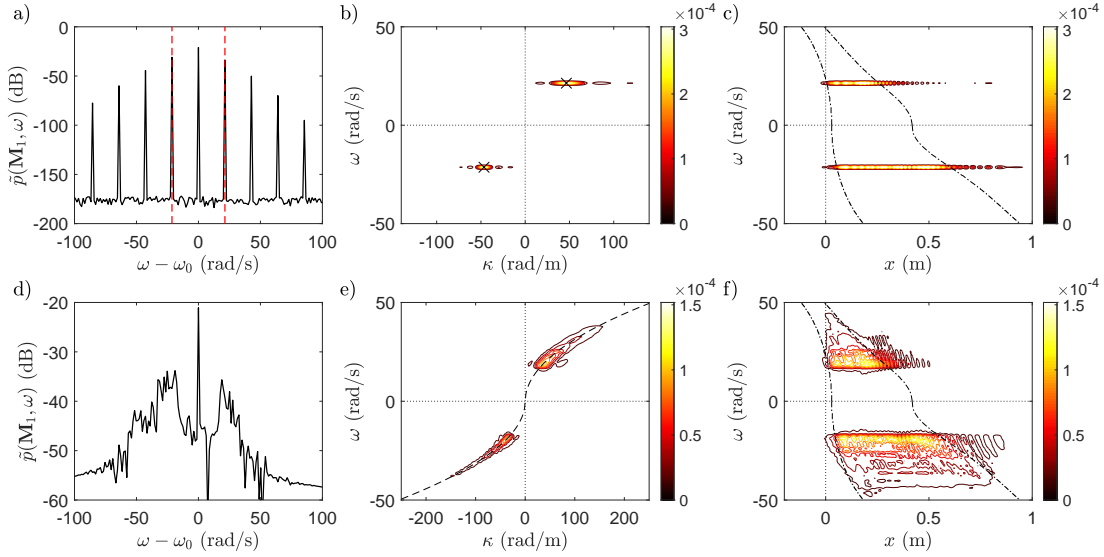 a) b) c)
0 -50 -100 -150 -200
p̃(M₁, ω) (dB)
-100 -50 0 50 100
ω − ω₀ (rad/s)
50 0 -50
ω (rad/s)
-100 0 100
κ (rad/m)
×10⁻⁴
3 2 1 0
50 0 -50
ω (rad/s)
0 0.5 1
x (m)
×10⁻⁴
3 2 1 0
d) e) f)
-20 -30 -40 -50 -60
p̃(M₁, ω) (dB)
-100 -50 0 50 100
ω − ω₀ (rad/s)
50 0 -50
ω (rad/s)
-200 -100 0 100 200
κ (rad/m)
×10⁻⁴
1.5 1 0.5 0
50 0 -50
ω (rad/s)
0 0.5 1
x (m)
×10⁻⁴
1.5 1 0.5 0